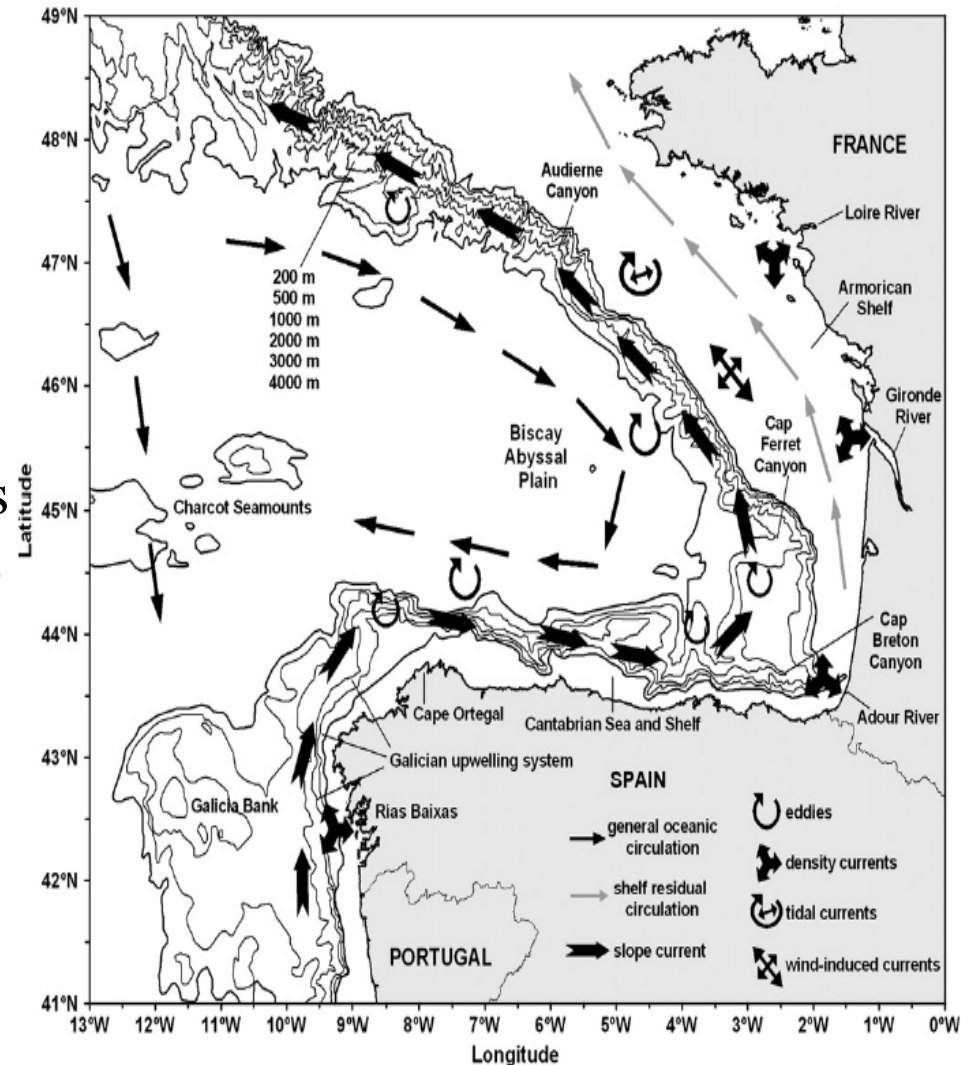 49°N
48°N
47°N
46°N
45°N
44°N
43°N
42°N
41°N
Latitude
s
FRANCE
Audierne
Canyon
Loire River
Armorican
Shelf
200 m
500 m
1000 m
2000 m
3000 m
4000 m
Gironde
River
Cap
Ferret
Canyon
Biscay
Abyssal
Plain
Charcot Seamounts
Cap
Breton
Canyon
Adour River
Cape Ortegal
Cantabrian Sea and Shelf
Galician upwelling system
SPAIN
Galicia Bank
Rias Baixas
PORTUGAL
general oceanic
circulation
shelf residual
circulation
slope current
eddies
density currents
tidal currents
wind-induced currents
13°W 12°W 11°W 10°W 9°W 8°W 7°W 6°W 5°W 4°W 3°W 2°W 1°W 0°W
Longitude